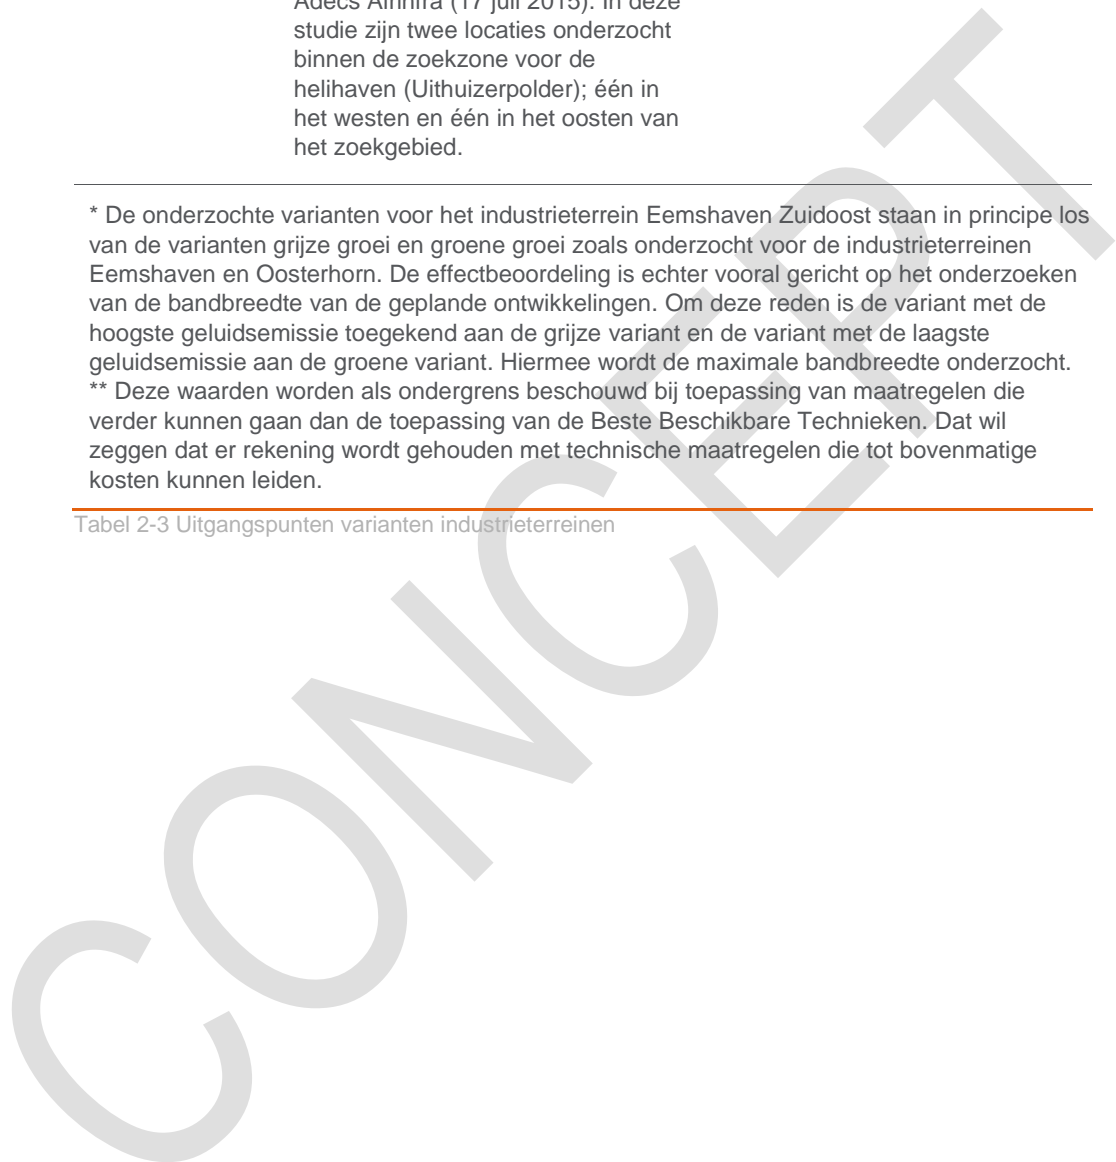 Adecs Airinfra (17 juli 2015). In deze
studie zijn twee locaties onderzocht
binnen de zoekzone voor de
helihaven (Uithuizerpolder); één in
het westen en één in het oosten van
het zoekgebied.
* De onderzochte varianten voor het industrieterrein Eemshaven Zuidoost staan in principe los
van de varianten grijze groei en groene groei zoals onderzocht voor de industrieterreinen
Eemshaven en Oosterhorn. De effectbeoordeling is echter vooral gericht op het onderzoeken
van de bandbreedte van de geplande ontwikkelingen. Om deze reden is de variant met de
hoogste geluidsemissie toegekend aan de grijze variant en de variant met de laagste
geluidsemissie aan de groene variant. Hiermee wordt de maximale bandbreedte onderzocht.
** Deze waarden worden als ondergrens beschouwd bij toepassing van maatregelen die
verder kunnen gaan dan de toepassing van de Beste Beschikbare Technieken. Dat wil
zeggen dat er rekening wordt gehouden met technische maatregelen die tot bovenmatige
kosten kunnen leiden.
Tabel 2-3 Uitgangspunten varianten industrieterreinen
CONCEPT